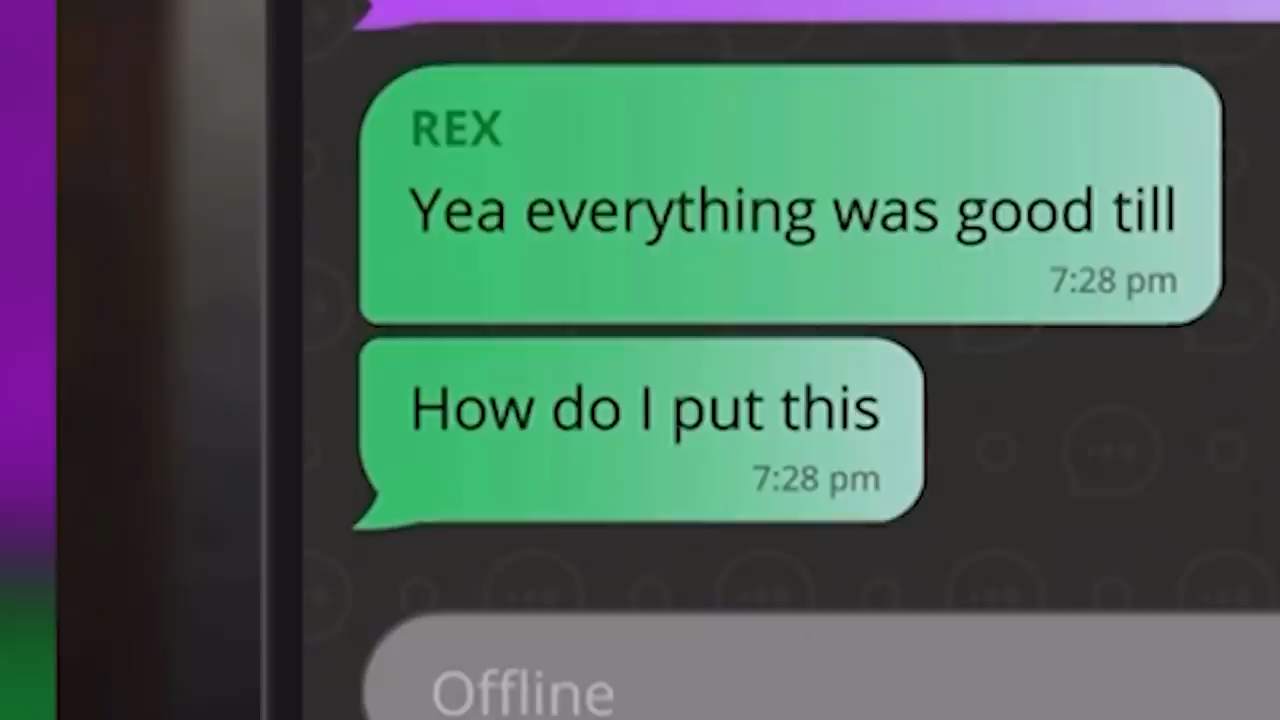 REX
Yea everything was good till
7:28 pm
How do I put this
7:28 pm
Offline